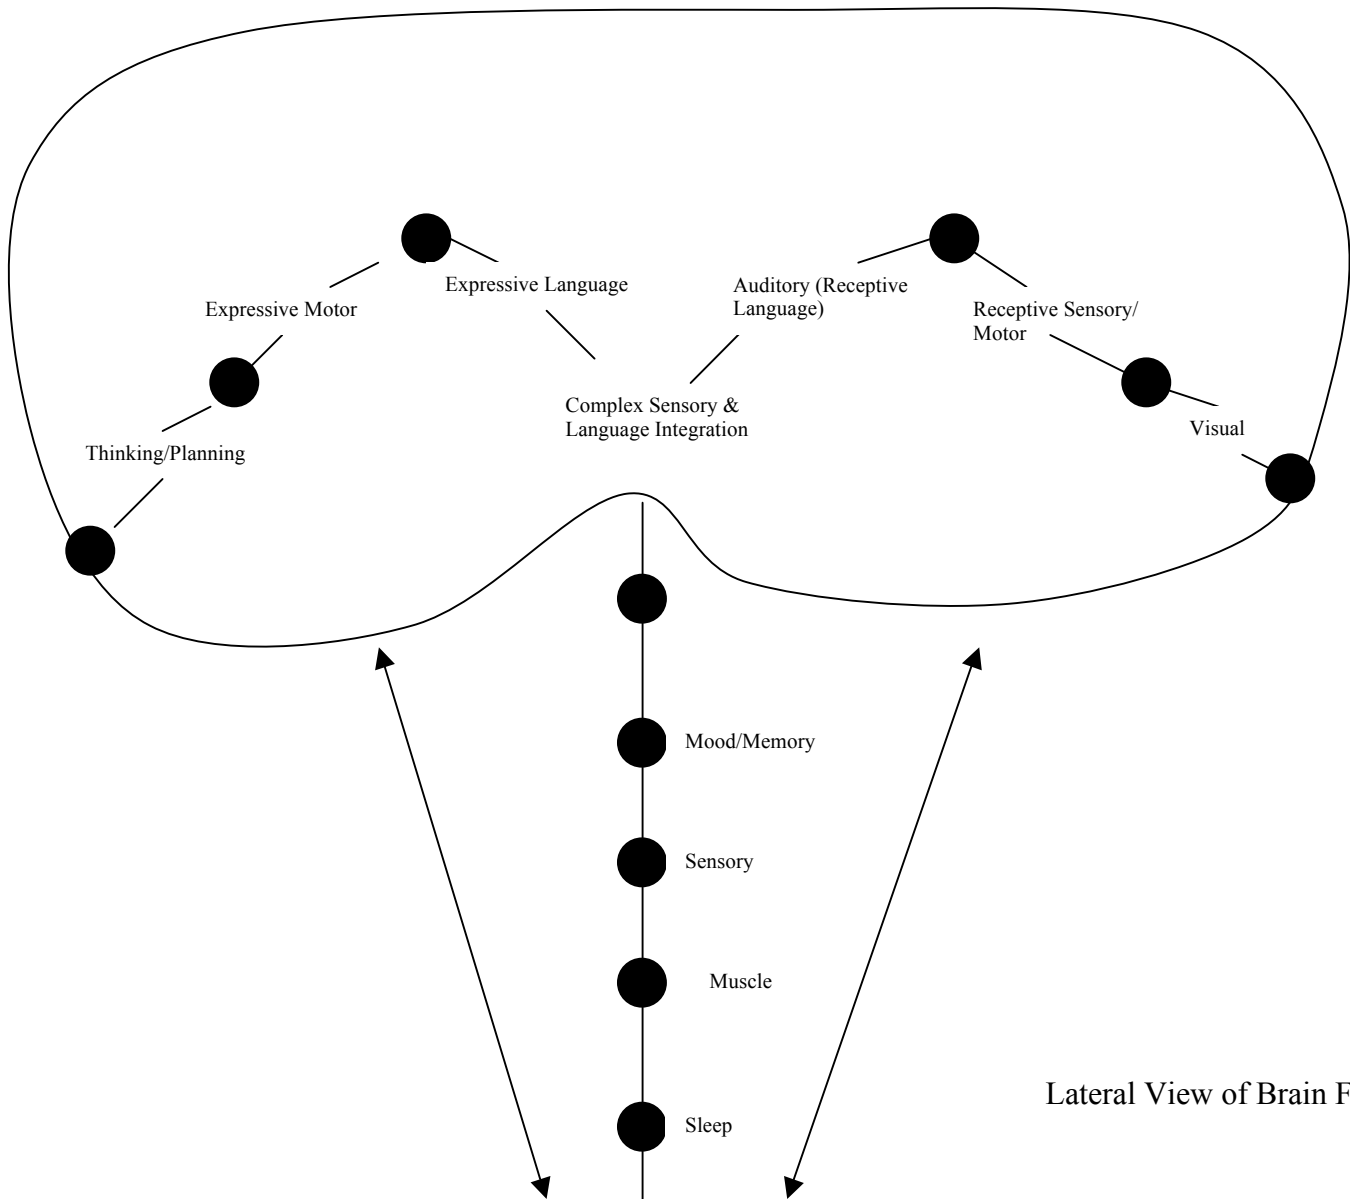 Expressive Language
Auditory (Receptive
Language)
Expressive Motor
Receptive Sensory/
Motor
Complex Sensory &
Language Integration
Thinking/Planning
Visual
Mood/Memory
Sensory
Muscle
Sleep
Lateral View of Brain F